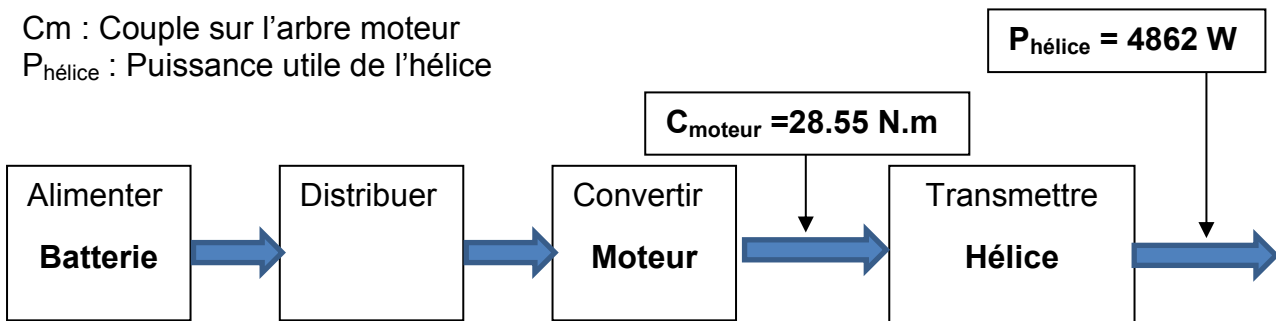 Cm : Couple sur l’arbre moteur
Phélice : Puissance utile de l’hélice
Phélice = 4862 W
Cmoteur =28.55 N.m
Alimenter
Batterie
Distribuer
Convertir
Moteur
Transmettre
Hélice